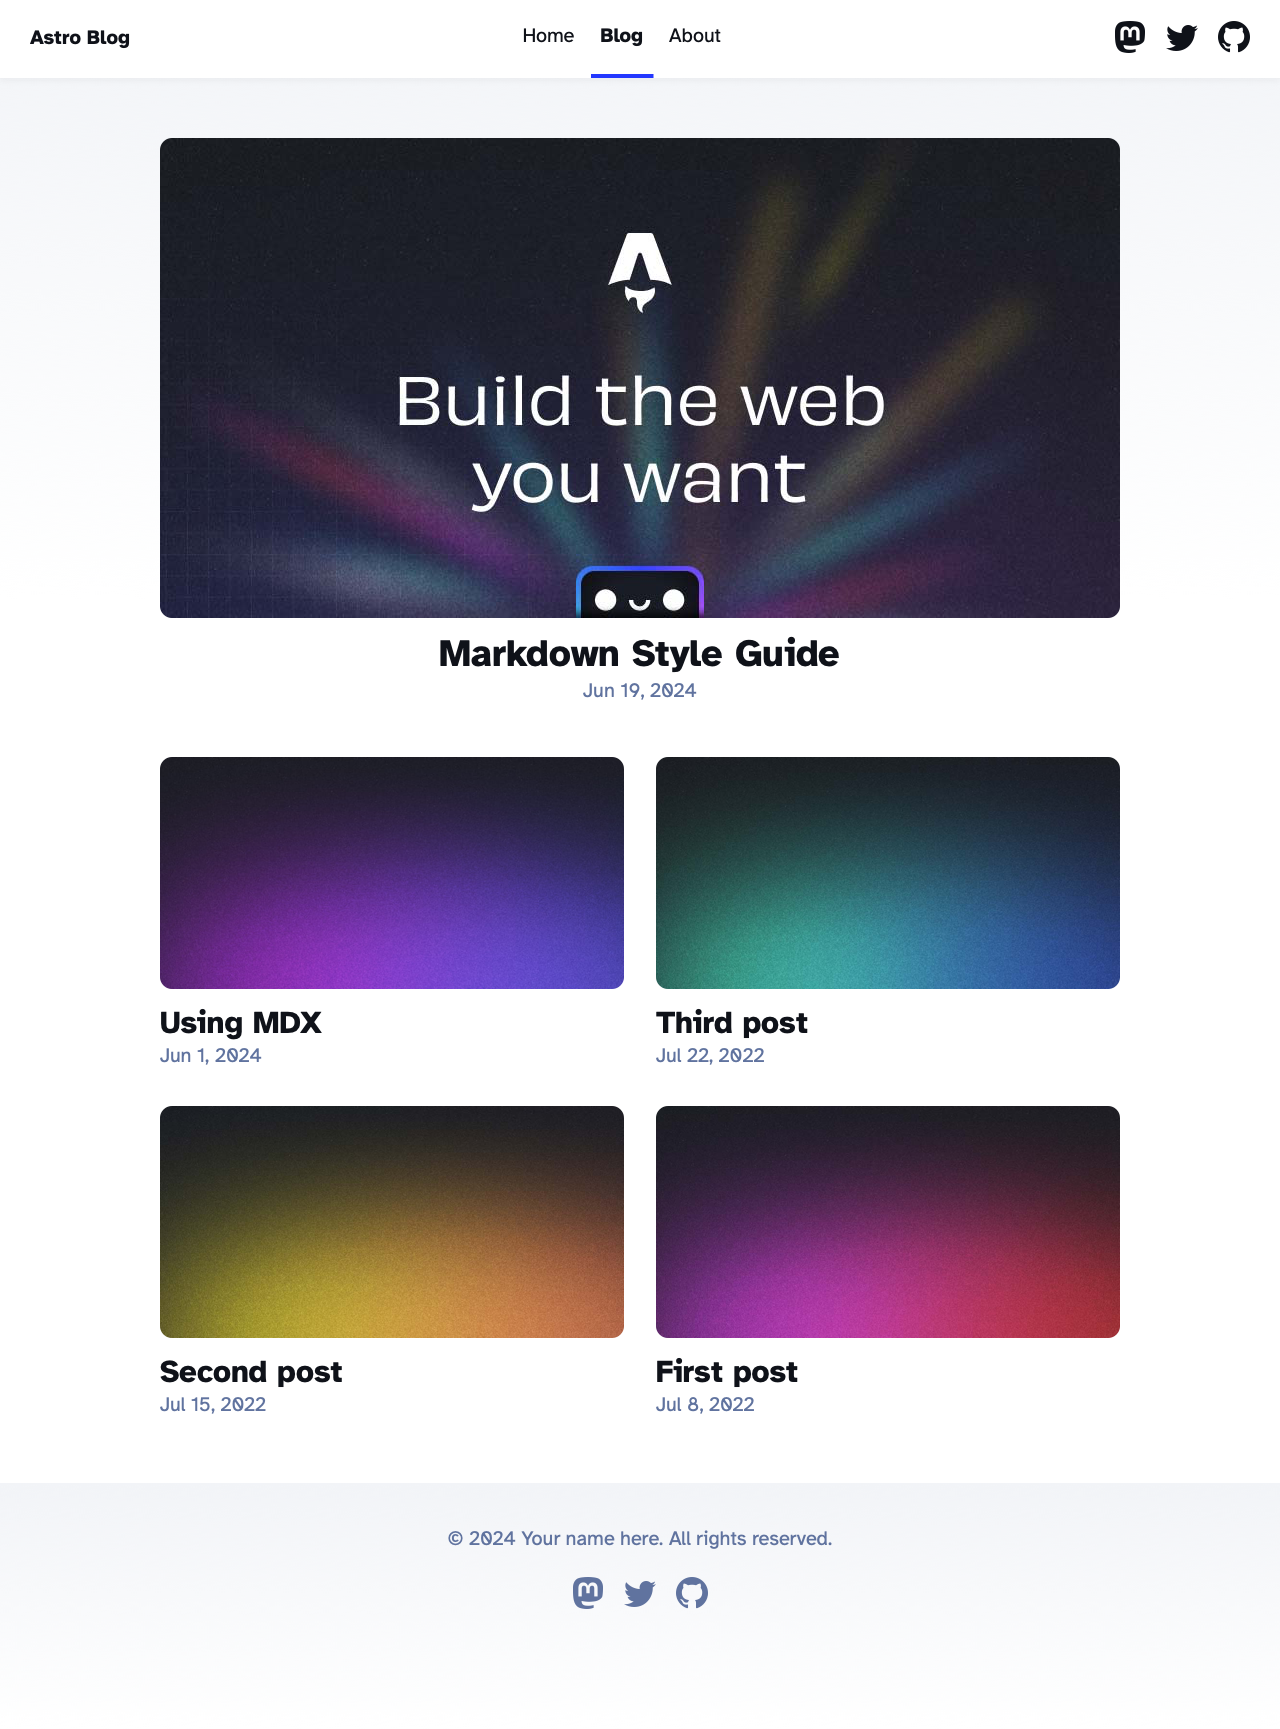 Astro Blog
Home Blog About
Build the web
you want
Markdown Style Guide
Jun 19, 2024
Using MDX
Jun 1, 2024
Third post
Jul 22, 2022
Second post
Jul 15, 2022
First post
Jul 8, 2022
© 2024 Your name here. All rights reserved.